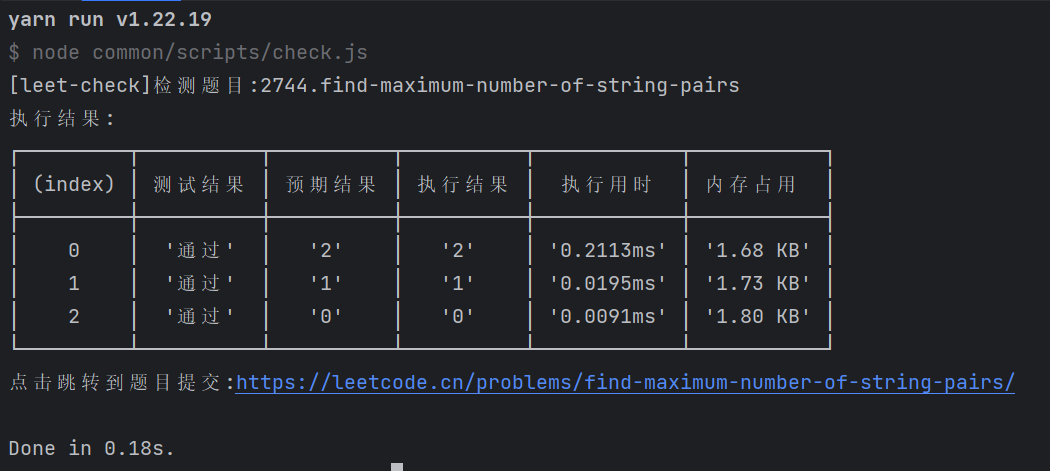 yarn run v1.22.19
$ node common/scripts/check.js
[leet-check]检测题目:2744.find-maximum-number-of-string-pairs
执行结果:
(index) 测试结果 预期结果 执行结果 执行用时 内存占用
0 '通过' '2' '2' '0.2113ms' '1.68 KB'
1 '通过' '1' '1' '0.0195ms' '1.73 KB'
2 '通过' '0' '0' '0.0091ms' '1.80 KB'
点击跳转到题目提交:https://leetcode.cn/problems/find-maximum-number-of-string-pairs/
Done in 0.18s.